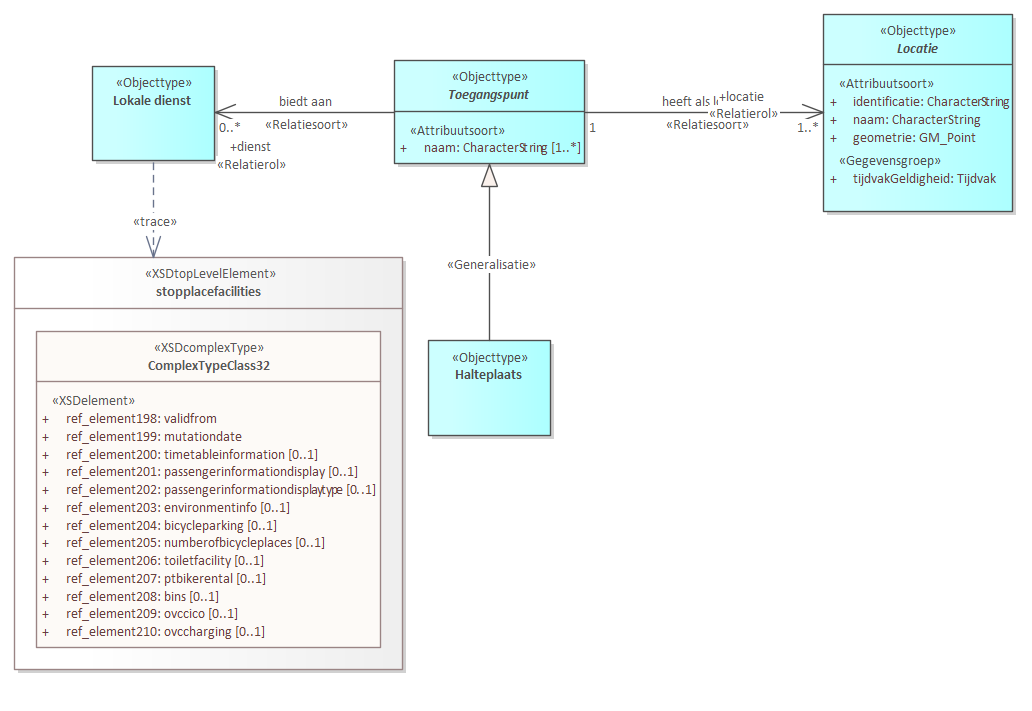 «Objecttype»
Lokale dienst
«Objecttype»
Toegangspunt
«Attribuutsoort»
+ naam: CharacterString [1..*]
«Objecttype»
Locatie
«Attribuutsoort»
+ identificatie: CharacterString
+ naam: CharacterString
+ geometrie: GM_Point
«Gegevensgroep»
+ tijdvakGeldigheid: Tijdvak
biedt aan
«Relatiesoort»
0..*
+dienst
«Relatierol»
heeft als
+locatie
«Relatierol»
«Relatiesoort»
1
1..*
«trace»
«Generalisatie»
«Objecttype»
Halteplaats
«XSDtopLevelElement»
stopplacefacilities
«XSDcomplexType»
ComplexTypeClass32
«XSDelement»
+ ref_element198: validfrom
+ ref_element199: mutationdate
+ ref_element200: timetableinformation [0..1]
+ ref_element201: passengerinformationdisplay [0..1]
+ ref_element202: passengerinformationdisplaytype [0..1]
+ ref_element203: environmentinfo [0..1]
+ ref_element204: bicycleparking [0..1]
+ ref_element205: numberofbicycleplaces [0..1]
+ ref_element206: toiletfacility [0..1]
+ ref_element207: ptbikerental [0..1]
+ ref_element208: bins [0..1]
+ ref_element209: ovccico [0..1]
+ ref_element210: ovccharging [0..1]